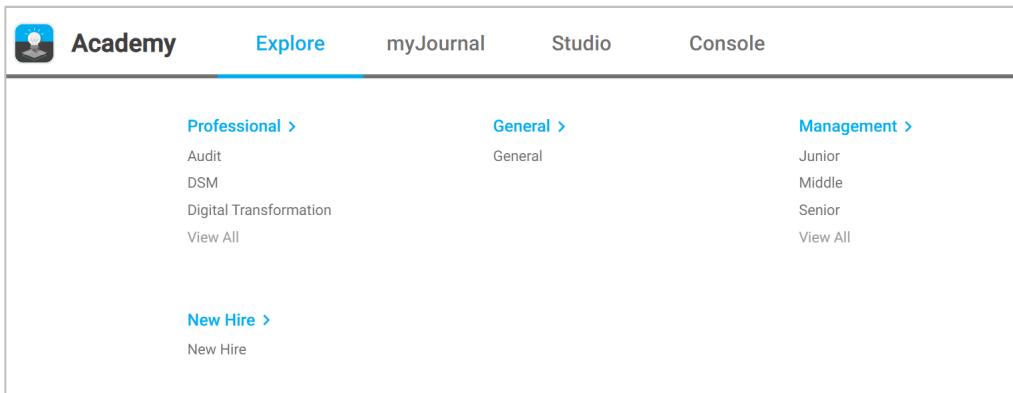 Academy Explore myJournal Studio Console
Professional >
Audit
DSM
Digital Transformation
View All
General >
General
Management >
Junior
Middle
Senior
View All
New Hire >
New Hire